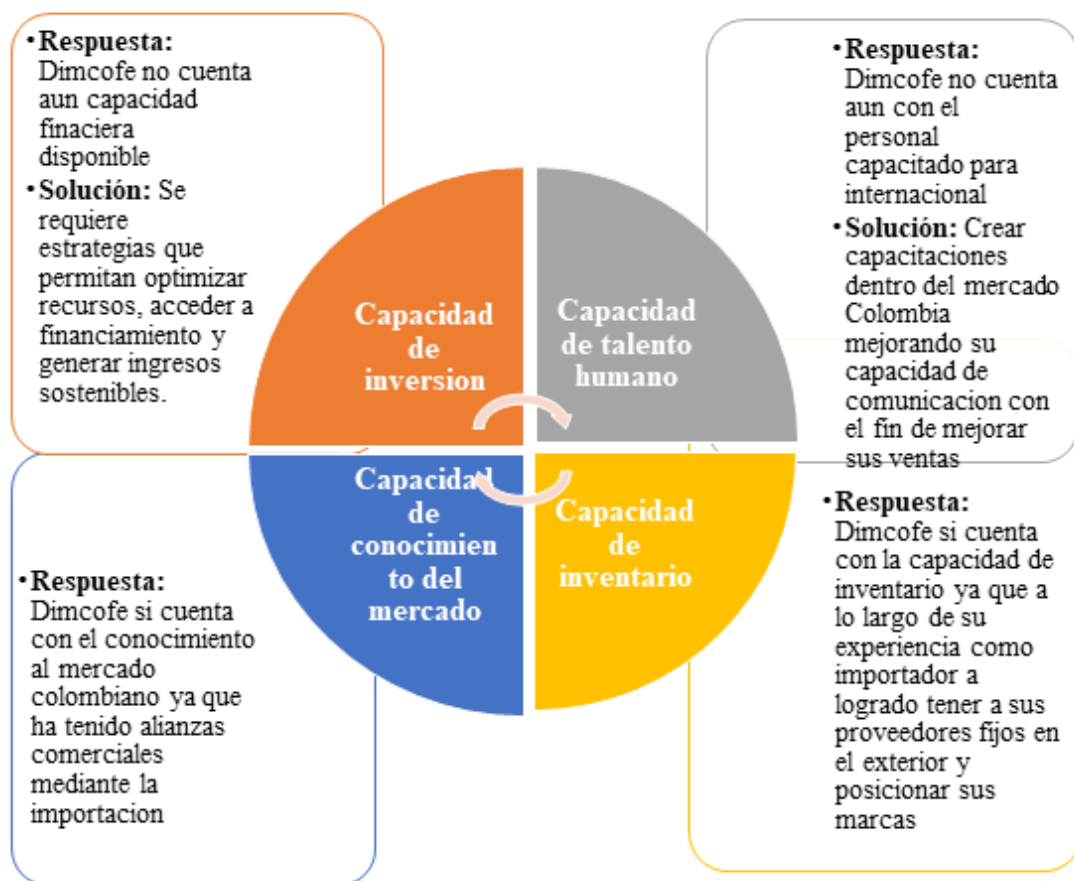 •Respuesta:
Dimcofe no cuenta
aun capacidad
finaciera
disponible
•Solución: Se
requiere
estrategias que
permitan optimizar
recursos, acceder a
financiamiento y
generar ingresos
sostenibles.
•Respuesta:
Dimcofe no cuenta
aun con el
personal
capacitado para
internacional
•Solución: Crear
capacitaciones
dentro del mercado
Colombia
mejorando su
capacidad de
comunicacion con
el fin de mejorar
sus ventas
Capacidad
de
inversion
Capacidad
de talento
humano
Capacidad
de
conocimien
to del
mercado
Capacidad
de
inventario
•Respuesta:
Dimcofe si cuenta
con el conocimiento
al mercado
colombiano ya que
ha tenido alianzas
comerciales
mediante la
importacion
•Respuesta:
Dimcofe si cuenta
con la capacidad de
inventario ya que a
lo largo de su
experiencia como
importador a
logrado tener a sus
proveedores fijos en
el exterior y
posicionar sus
marcas